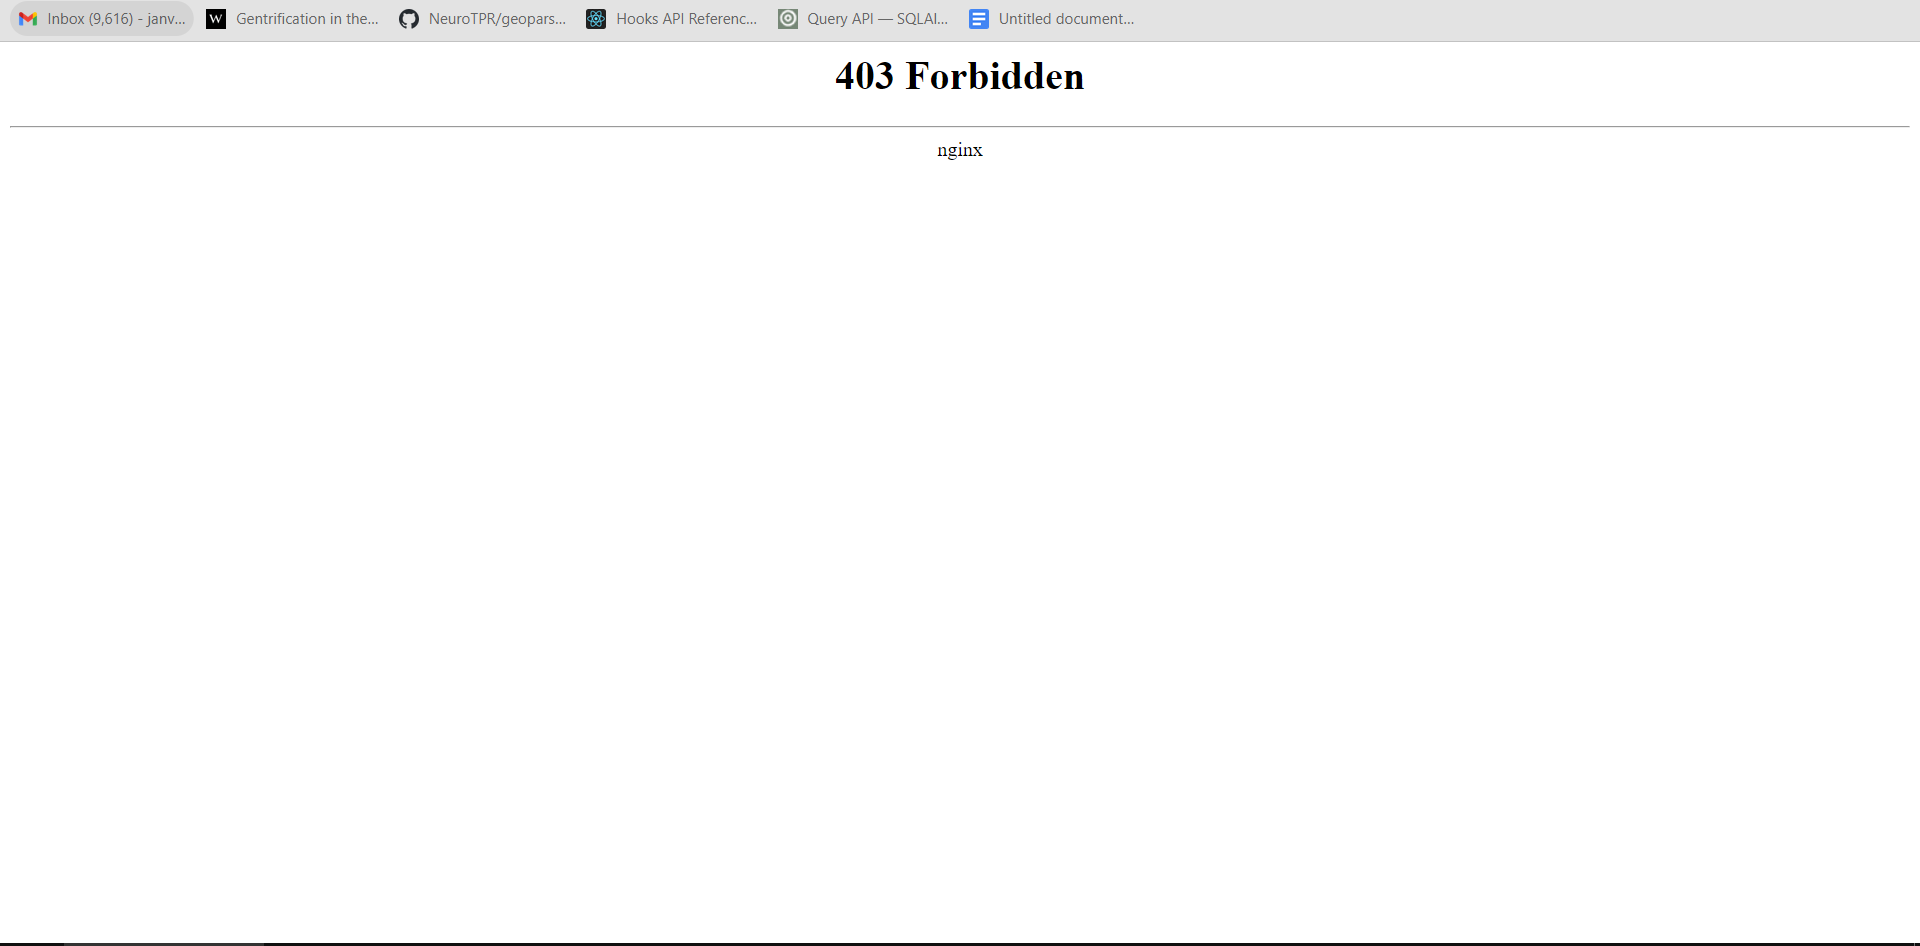 Inbox (9,616) - janv... W Gentrification in the... NeuroTPR/geopars... Hooks API Referenc... Query API — SQLAl... Untitled document...
403 Forbidden
nginx